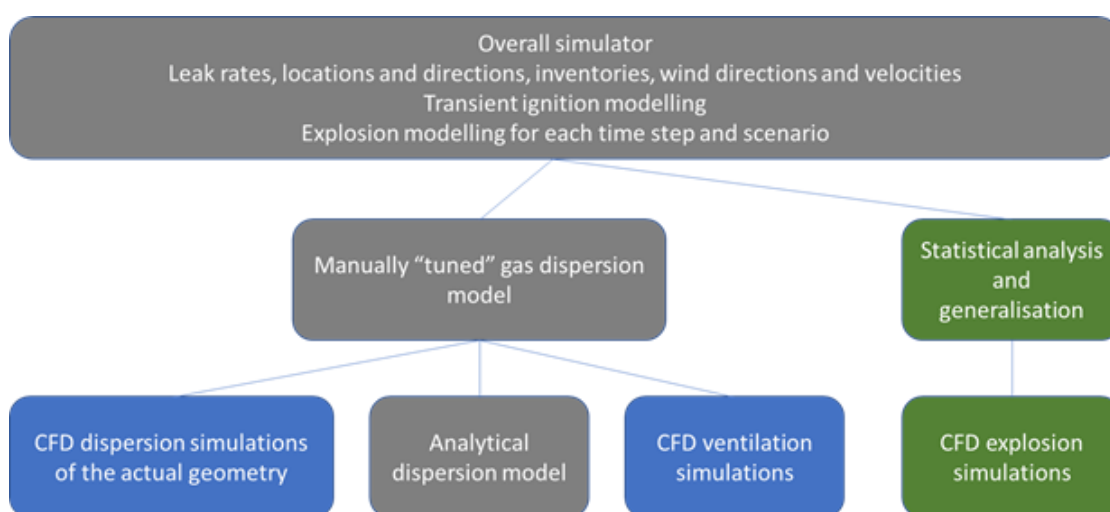 Overall simulator
Leak rates, locations and directions, inventories, wind directions and velocities
Transient ignition modelling
Explosion modelling for each time step and scenario
Manually “tuned” gas dispersion
model
Statistical analysis
and
generalisation
CFD dispersion simulations
of the actual geometry
Analytical
dispersion model
CFD ventilation
simulations
CFD explosion
simulations